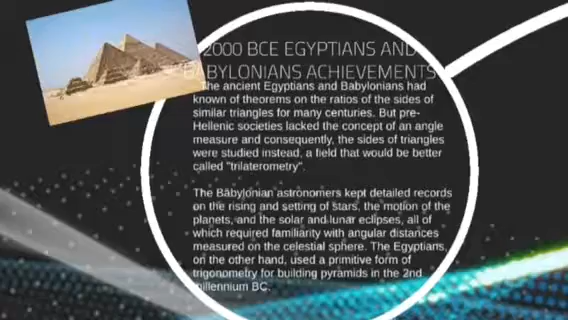 2000 BCE EGYPTIANS AND
BABYLONIANS ACHIEVEMENTS
The ancient Egyptians and Babylonians had
known of theorems on the ratios of the sides of
similar triangles for many centuries. But pre-
Hellenic societies lacked the concept of an angle
measure and consequently, the sides of triangles
were studied instead, a field that would be better
called "trilaterometry".
The Babylonian astronomers kept detailed records
on the rising and setting of stars, the motion of the
planets, and the solar and lunar eclipses, all of
which required familiarity with angular distances
measured on the celestial sphere. The Egyptians,
on the other hand, used a primitive form of
trigonometry for building pyramids in the 2nd
millennium BC.